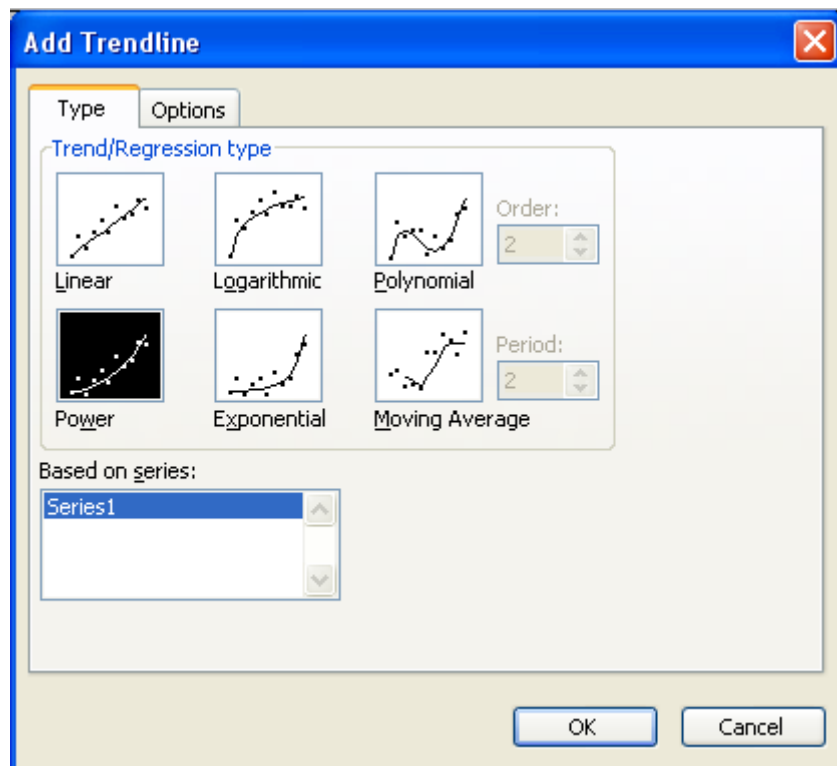 Add Trendline
Type Options
Trend/Regression type
Order:
2
Linear Logarithmic Polynomial
Period:
2
Power Exponential Moving Average
Based on series:
Series1
OK Cancel